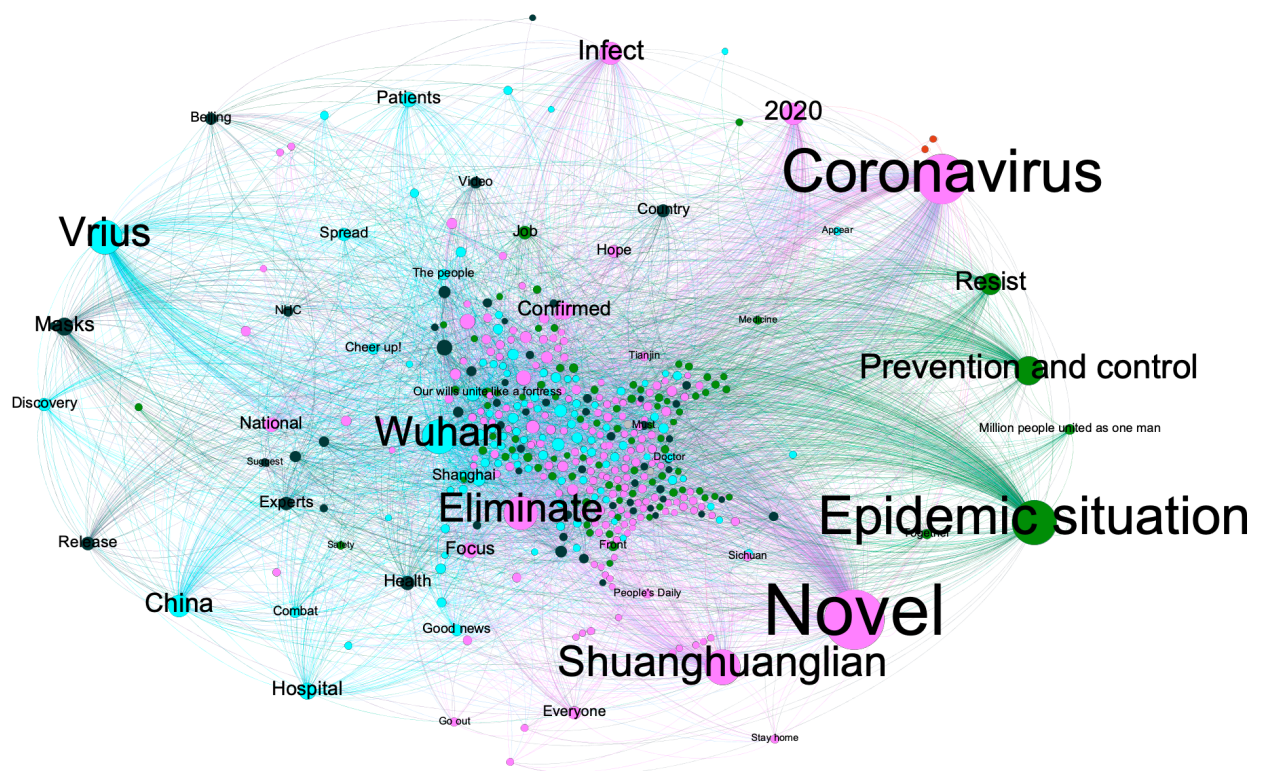 Infect
Patients
2020
Beijing
Coronavirus
Video
Country
Vrius
Spread
Job
Appear
Hope
The people
Resist
Confirmed
NHC
Masks
Medicine
Cheer up!
Tianjin
Prevention and control
Our wills unite like a fortress
Discovery
National
Wuhan
Must
Million people united as one man
Suggest
Doctor
Shanghai
Experts
Eliminate
Epidemic situation
Together
Release
Safety
Focus
Front
Sichuan
Health
People's Daily
China
Combat
Novel
Good news
Shuanghuanglian
Hospital
Everyone
Go out
Stay home